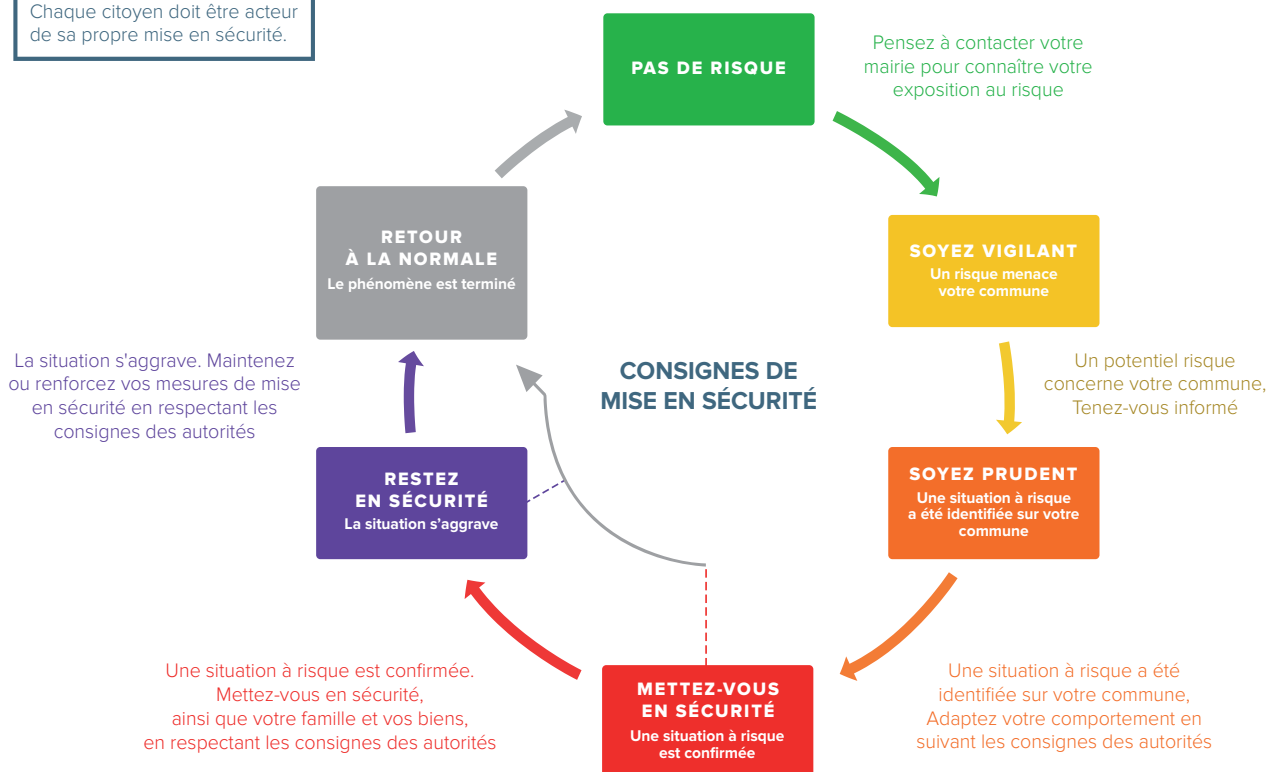 Chaque citoyen doit être acteur
de sa propre mise en sécurité.
PAS DE RISQUE
Pensez à contacter votre
mairie pour connaître votre
exposition au risque
RETOUR
À LA NORMALE
Le phénomène est terminé
SOYEZ VIGILANT
Un risque menace
votre commune
La situation s'aggrave. Maintenez
ou renforcez vos mesures de mise
en sécurité en respectant les
consignes des autorités
CONSIGNES DE
MISE EN SÉCURITÉ
Un potentiel risque
concerne votre commune,
Tenez-vous informé
RESTEZ
EN SÉCURITÉ
La situation s’aggrave
SOYEZ PRUDENT
Une situation à risque
a été identifiée sur votre
commune
Une situation à risque est confirmée.
Mettez-vous en sécurité,
ainsi que votre famille et vos biens,
en respectant les consignes des autorités
METTEZ-VOUS
EN SÉCURITÉ
Une situation à risque
est confirmée
Une situation à risque a été
identifiée sur votre commune,
Adaptez votre comportement en
suivant les consignes des autorités